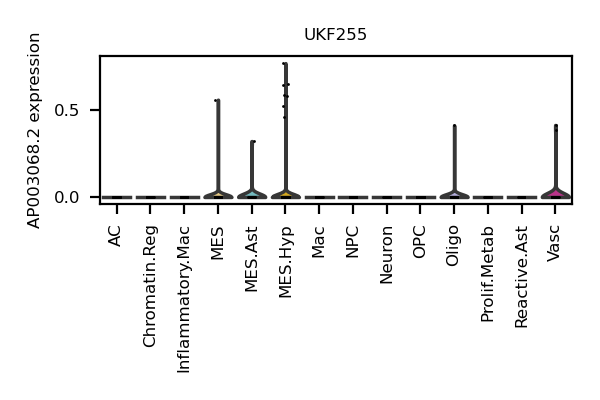 UKF255
AP003068.2 expression
0.5
0.0
AC
Chromatin.Reg
Inflammatory.Mac
MES
MES.Ast
MES.Hyp
Mac
NPC
Neuron
OPC
Oligo
Prolif.Metab
Reactive.Ast
Vasc